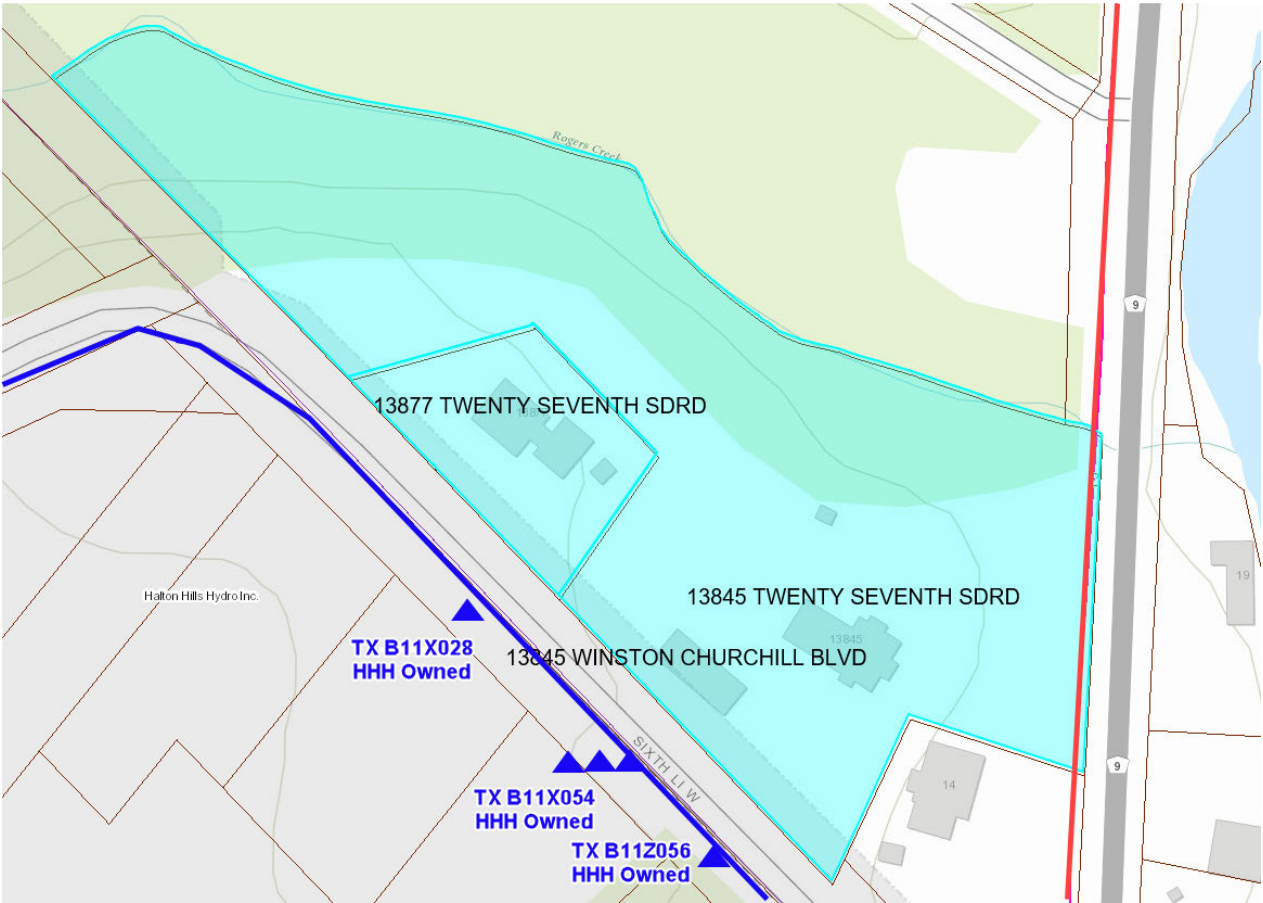 Rogers Creek
9
13877 TWENTY SEVENTH SDRD
19
Halton Hills Hydro Inc.
13845 TWENTY SEVENTH SDRD
TX B11X028
HHH Owned
13845
13845 WINSTON CHURCHILL BLVD
SIXTH LI W
9
14
TX B11X054
HHH Owned
TX B11Z056
HHH Owned